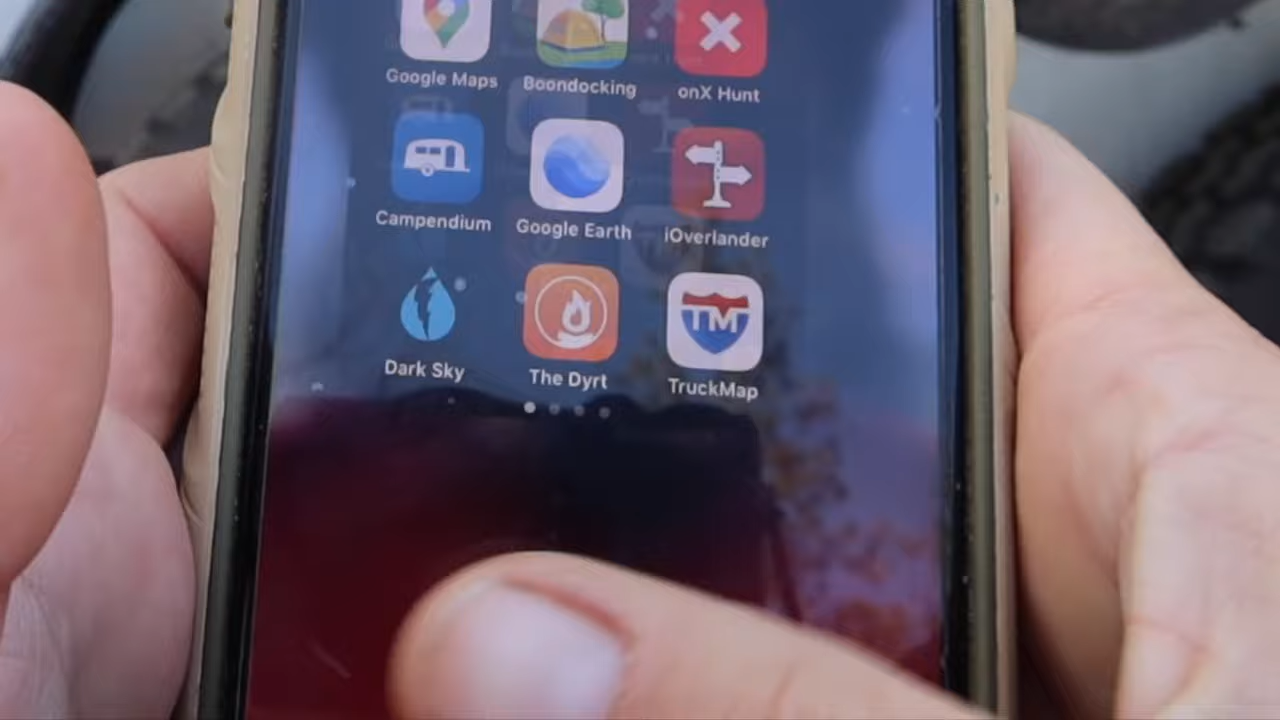 Google Maps
Boondocking
onX Hunt
Campendium
Google Earth
iOverlander
TM
Dark Sky
The Dyrt
TruckMap